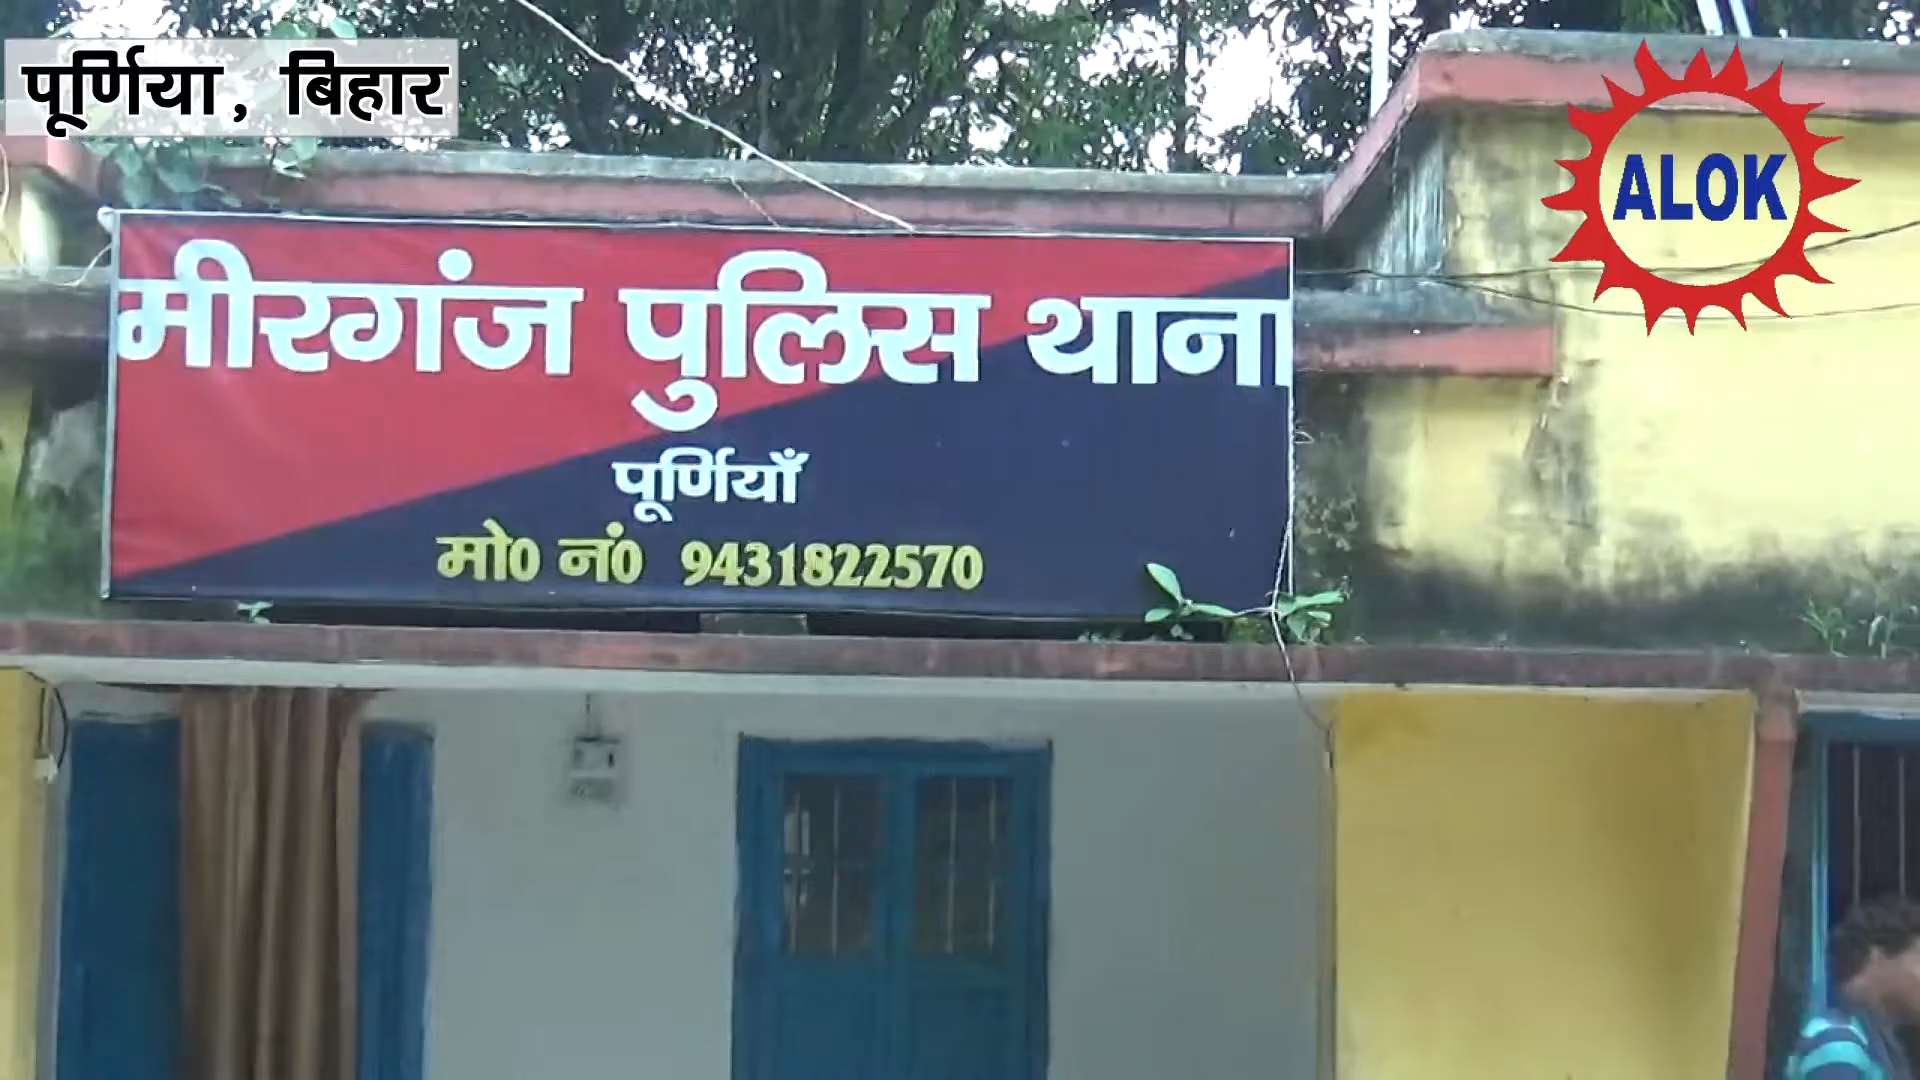 पूर्णिया, बिहार
ALOK
मीरगंज पुलिस थाना
पूर्णियाँ
मो0 नं0 9431822570